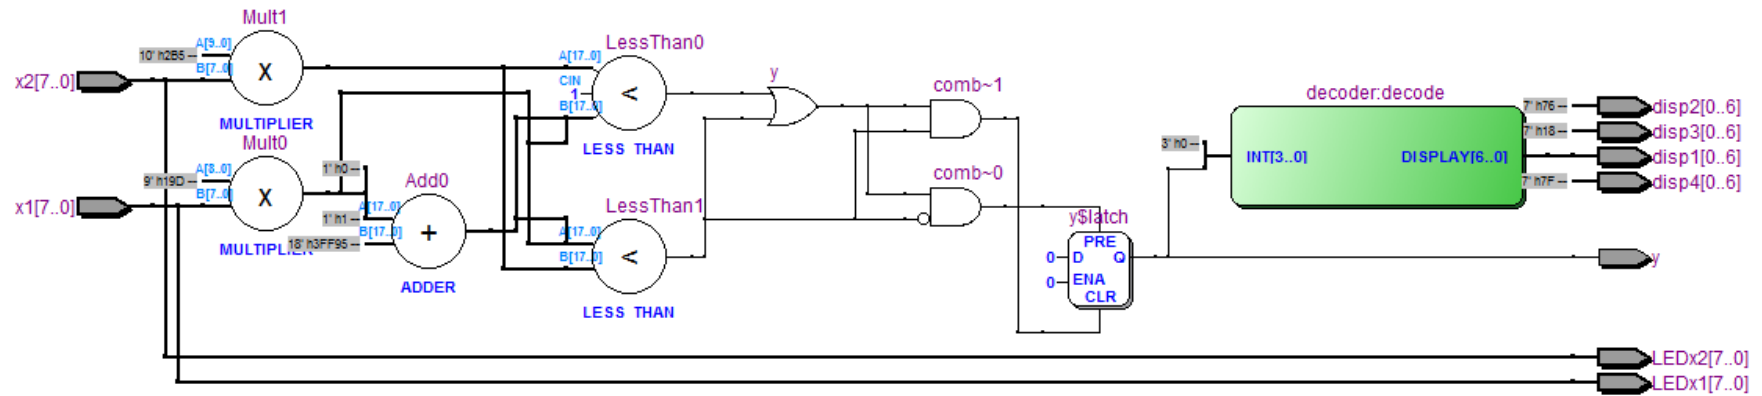 Mult1
10' h2B5
A[9..0]
B[7..0]
x2[7..0]
MULTIPLIER
Mult0
9' h19D
A[8..0]
B[7..0]
x1[7..0]
MULTIPLIER
1' h0
1' h1
18' h3FF95
Add0
A[17..0]
B[17..0]
+
ADDER
LessThan0
A[17..0]
CIN
1
B[17..0]
<
LESS THAN
LessThan1
A[17..0]
B[17..0]
<
LESS THAN
y
comb~1
comb~0
y$latch
PRE
0
D
Q
0
ENA
CLR
decoder:decode
3' h0
INT[3..0]
DISPLAY[6..0]
7' h76
disp2[0..6]
7' h18
disp3[0..6]
disp1[0..6]
7' h7F
disp4[0..6]
y
LEDx2[7..0]
LEDx1[7..0]